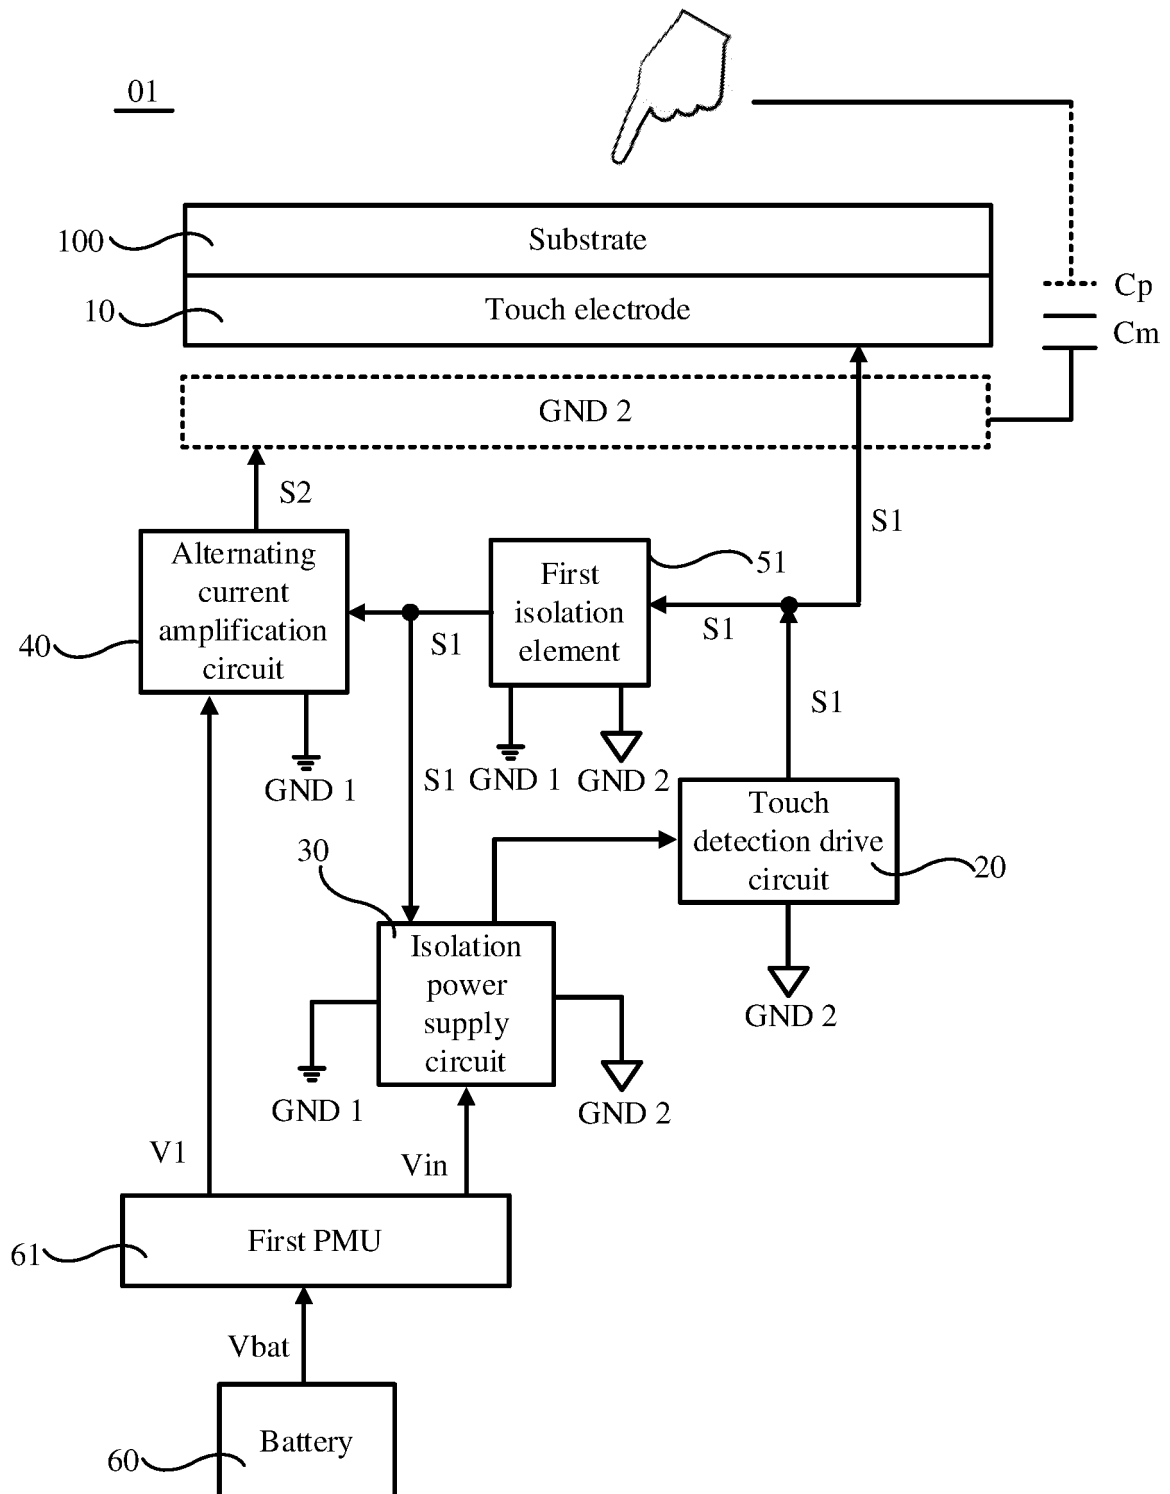 01
100
Substrate
10
Touch electrode
Cp
Cm
GND 2
S2
S1
Alternating
current
amplification
circuit
40
First
isolation
element
51
S1
S1
S1
GND 1
S1
GND 1
GND 2
Touch
detection drive
circuit
20
30
Isolation
power
supply
circuit
GND 2
GND 1
GND 2
V1
Vin
First PMU
61
Vbat
Battery
60